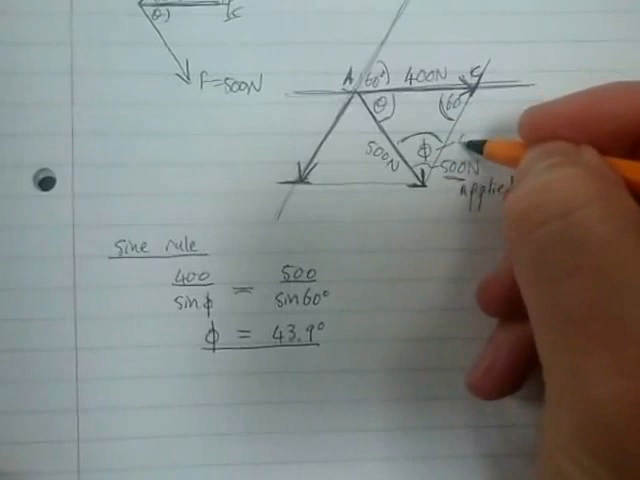 θ
F=500N
A 60° 400N C
θ 60
500N φ
500N
Applied
sine rule
400 = 500
sinφ sin60°
φ = 43.9°